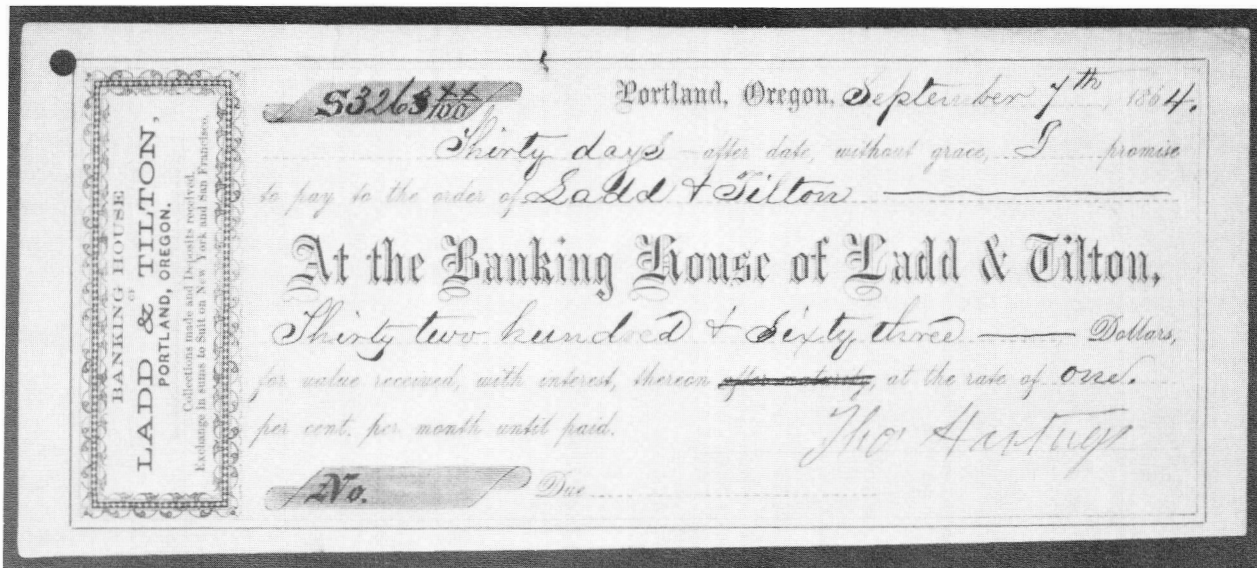 BANKING HOUSE
OF
LADD & TILTON,
PORTLAND, OREGON.
Collections made and Deposits received.
Exchange in sums to Suit on New York and San Francisco.
$3263 xx/100
Portland, Oregon, September 7th 1864.
Thirty days after date, without grace, I promise
to pay to the order of Ladd & Tilton
At the Banking House of Ladd & Tilton,
Thirty two hundred & Sixty three Dollars,
for value received, with interest, thereon after maturity, at the rate of one.
per cent. per month until paid.
Tho
No.
Due